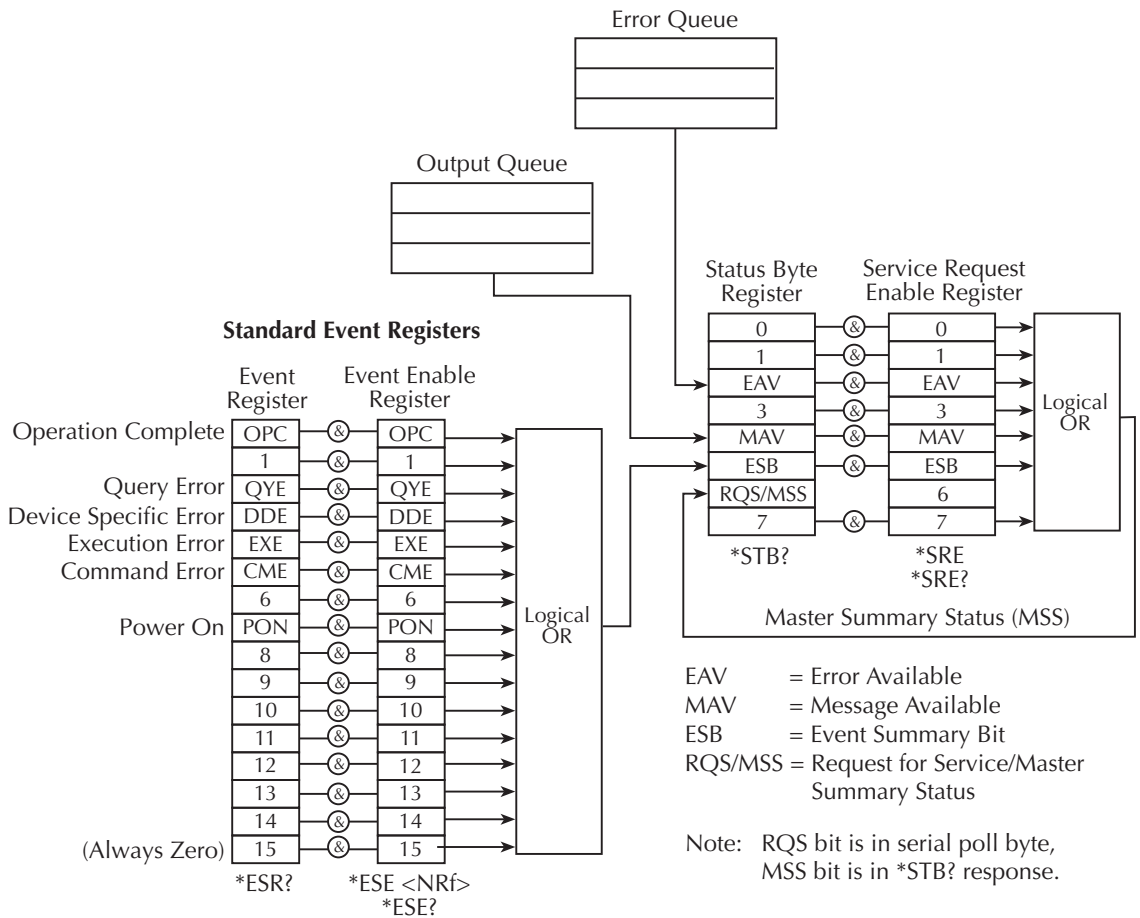 Error Queue
Output Queue
Status Byte
Register
Service Request
Enable Register
0 & 0
1 & 1
EAV & EAV
3 & 3
MAV & MAV
ESB & ESB
RQS/MSS 6
7 & 7
Logical
OR
*STB?
*SRE
*SRE?
Master Summary Status (MSS)
Standard Event Registers
Event
Register
Event Enable
Register
Operation Complete OPC & OPC
1 & 1
Query Error QYE & QYE
Device Specific Error DDE & DDE
Execution Error EXE & EXE
Command Error CME & CME
6 & 6
Power On PON & PON
8 & 8
9 & 9
10 & 10
11 & 11
12 & 12
13 & 13
14 & 14
(Always Zero) 15 & 15
Logical
OR
*ESR?
*ESE <NRf>
*ESE?
EAV = Error Available
MAV = Message Available
ESB = Event Summary Bit
RQS/MSS = Request for Service/Master
Summary Status
Note: RQS bit is in serial poll byte,
MSS bit is in *STB? response.